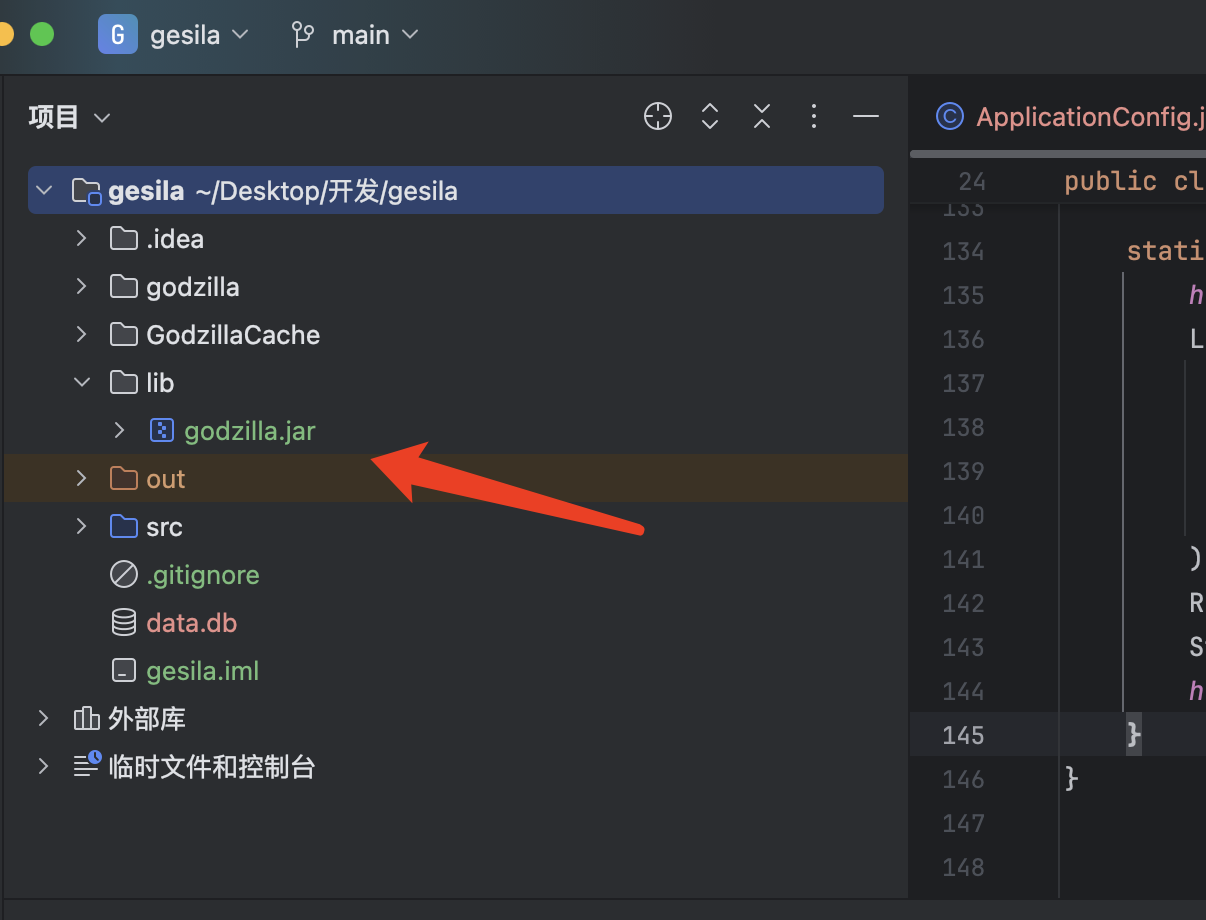 G gesila main
项目
gesila ~/Desktop/开发/gesila
.idea
godzilla
GodzillaCache
lib
godzilla.jar
out
src
.gitignore
data.db
gesila.iml
外部库
临时文件和控制台
C ApplicationConfig.j
24 public cl
133
134 stati
135 h
136 L
137
138
139
140
141 )
142 R
143 S
144 h
145 }
146 }
147
148